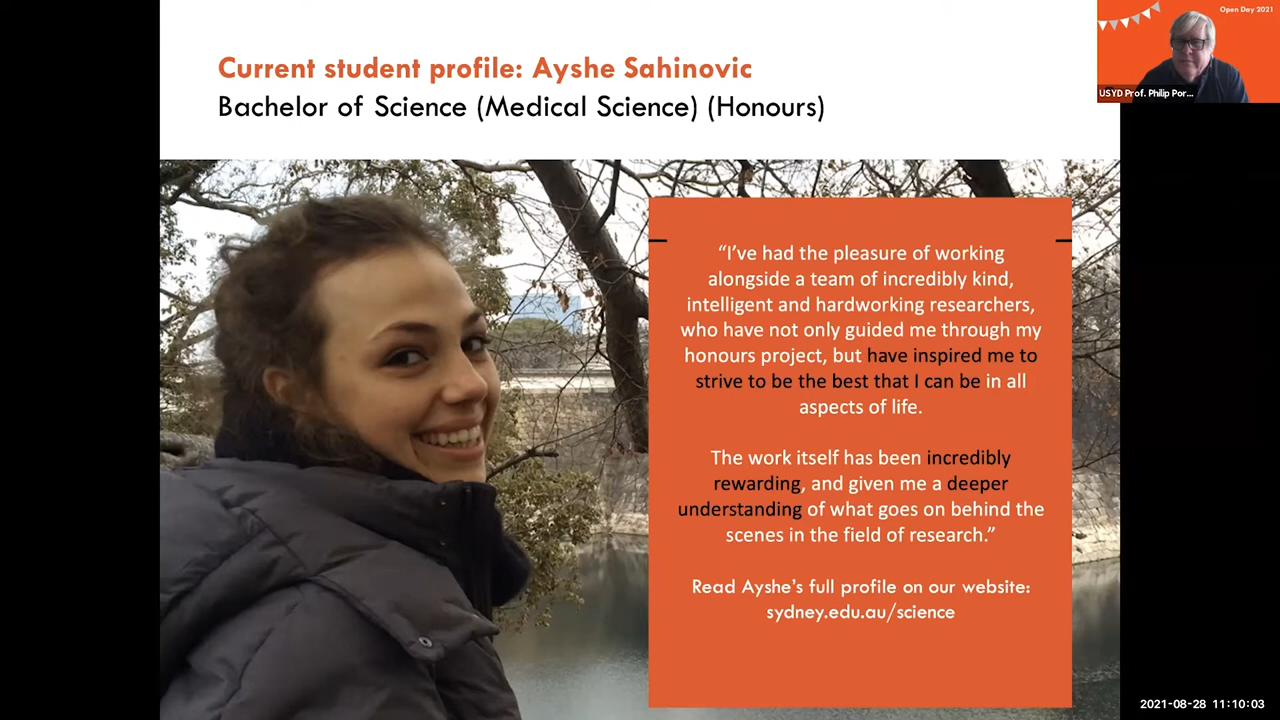 Open Day 2021
USYD Prof. Philip Por...
Current student profile: Ayshe Sahinovic
Bachelor of Science (Medical Science) (Honours)
“I’ve had the pleasure of working
alongside a team of incredibly kind,
intelligent and hardworking researchers,
who have not only guided me through my
honours project, but have inspired me to
strive to be the best that I can be in all
aspects of life.
The work itself has been incredibly
rewarding, and given me a deeper
understanding of what goes on behind the
scenes in the field of research.”
Read Ayshe’s full profile on our website:
sydney.edu.au/science
2021-08-28 11:10:03